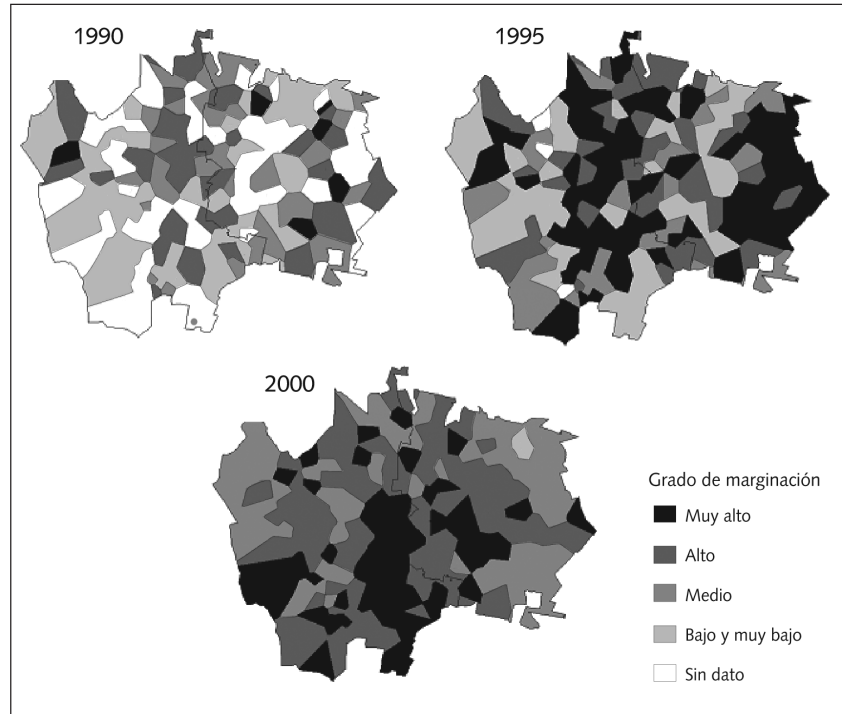 1990
1995
2000
Grado de marginación
Muy alto
Alto
Medio
Bajo y muy bajo
Sin dato